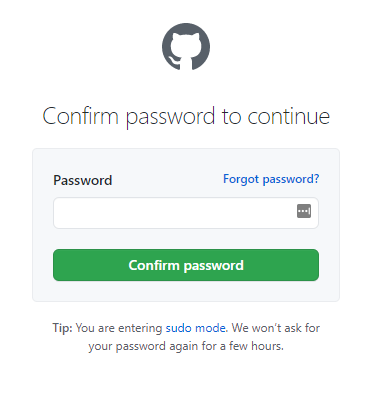 Confirm password to continue
Password Forgot password?
Confirm password
Tip: You are entering sudo mode. We won’t ask for
your password again for a few hours.